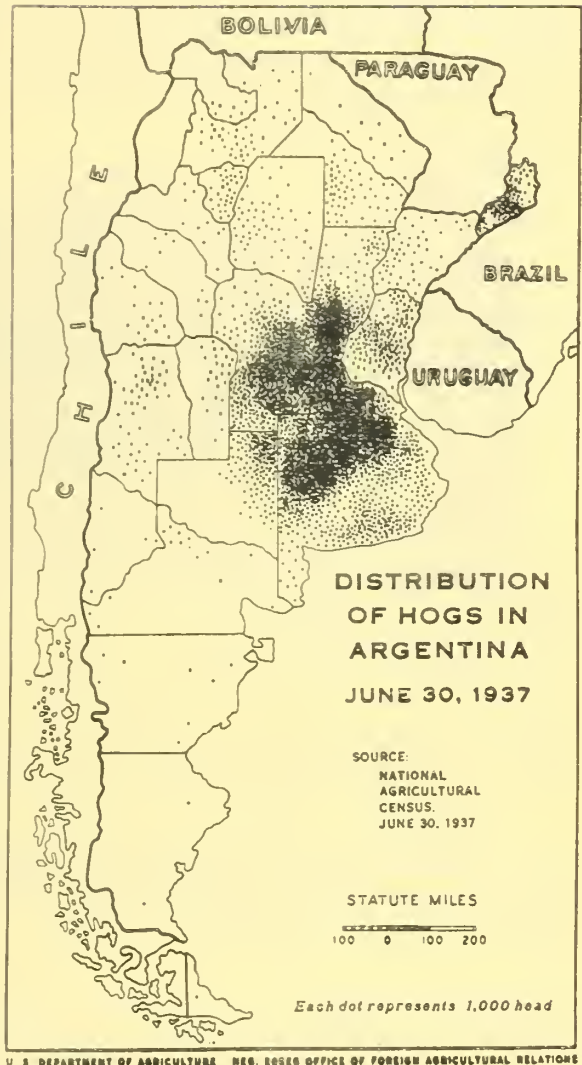 BOLIVIA
PARAGUAY
CHILE
BRAZIL
URUGUAY
DISTRIBUTION
OF HOGS IN
ARGENTINA
JUNE 30, 1937
SOURCE:
NATIONAL
AGRICULTURAL
CENSUS.
JUNE 30, 1937
STATUTE MILES
100 0 100 200
Each dot represents 1,000 head
U. S. DEPARTMENT OF AGRICULTURE NEG. OFFICE OF FOREIGN AGRICULTURAL RELATIONS